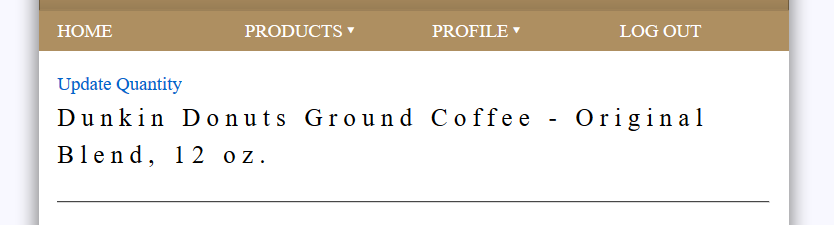 HOME PRODUCTS ▾ PROFILE ▾ LOG OUT
Update Quantity
Dunkin Donuts Ground Coffee - Original
Blend, 12 oz.